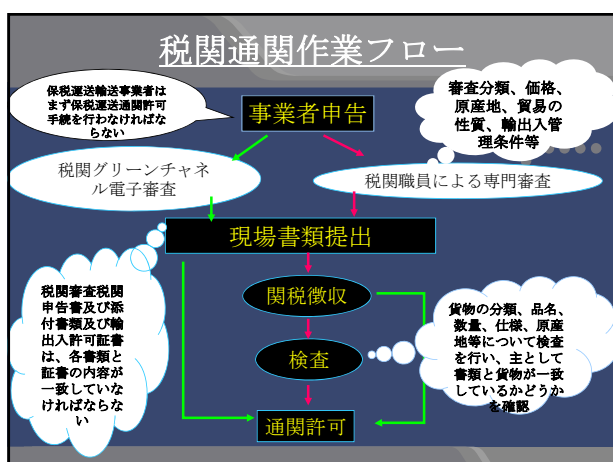 税関通関作業フロー
保税運送輸送事業者は
まず保税運送通関許可
手続を行わなければな
らない
事業者申告
審査分類、価格、
原産地、貿易の
性質、輸出入管
理条件等
税関グリーンチャネ
ル電子審査
税関職員による専門審査
現場書類提出
税関審査税関
申告書及び添
付書類及び輸
出入許可証書
は、各書類と
証書の内容が
一致していな
ければならな
い
関税徴収
検査
貨物の分類、品名、
数量、仕様、原産
地等について検査
を行い、主として
書類と貨物が一致
しているかどうか
を確認
通関許可